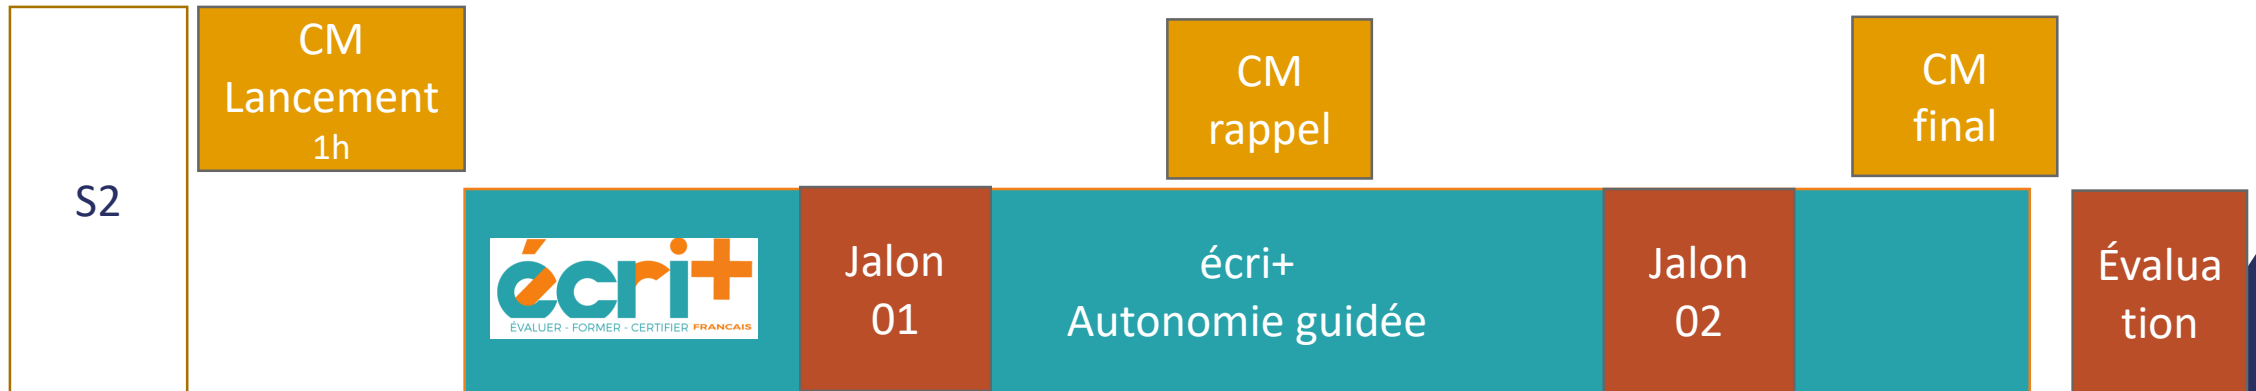 S2
CM
Lancement
1h
CM
rappel
CM
final
écri+
ÉVALUER - FORMER - CERTIFIER FRANCAIS
Jalon
01
écri+
Autonomie guidée
Jalon
02
Évalua
tion